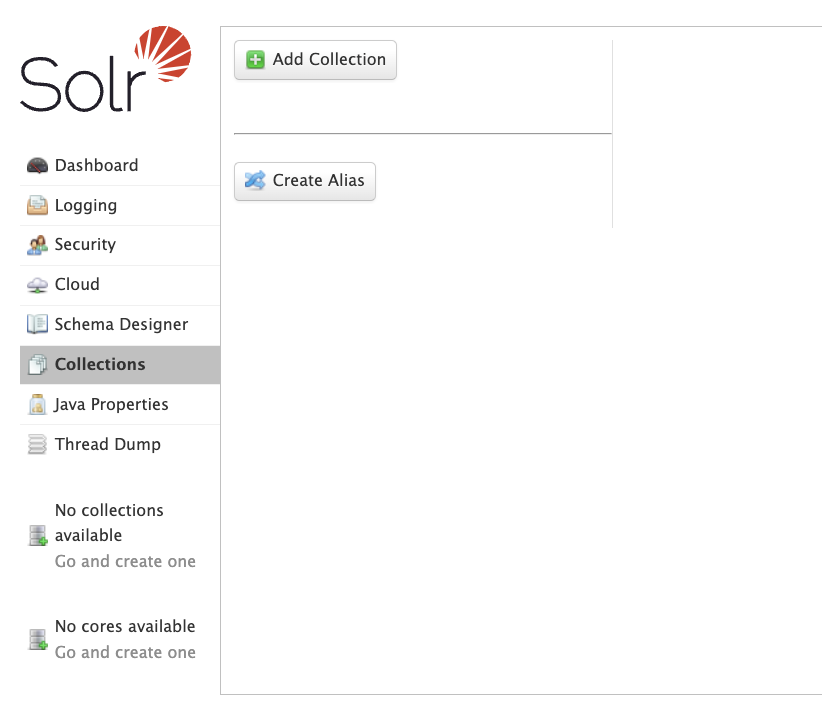 Solr
Dashboard
Logging
Security
Cloud
Schema Designer
Collections
Java Properties
Thread Dump
No collections
available
Go and create one
No cores available
Go and create one
Add Collection
Create Alias